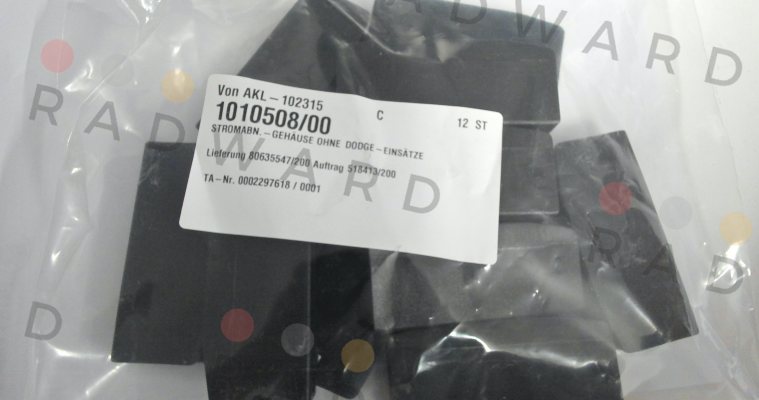 Von AKL-102315
C
12 ST
1010508/00
STROMABN.-GEHÄUSE OHNE DODGE-EINSÄTZE
Lieferung 80635547/200 Auftrag 518413/200
TA-Nr. 0002297618 / 0001
RADWARD
RADWARD
RAD
D